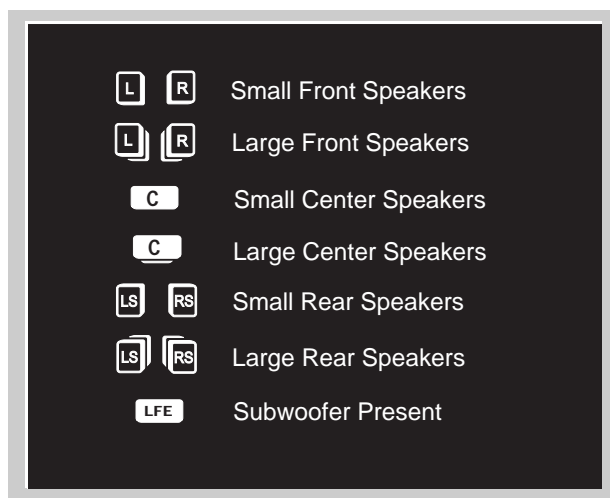 L R Small Front Speakers
L R Large Front Speakers
C Small Center Speakers
C Large Center Speakers
LS RS Small Rear Speakers
LS RS Large Rear Speakers
LFE Subwoofer Present